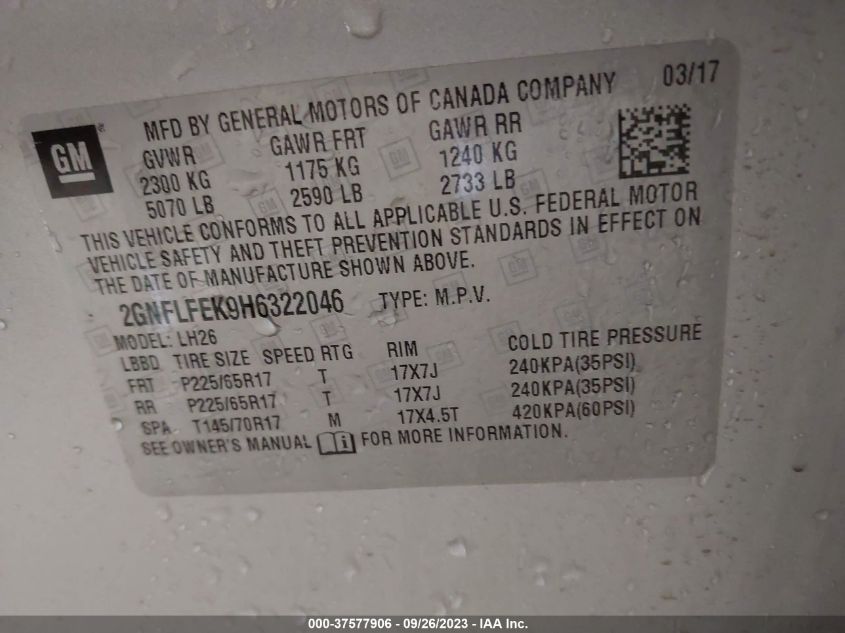 MFD BY GENERAL MOTORS OF CANADA COMPANY 03/17
GM®
GVWR GAWR FRT GAWR RR
2300 KG 1175 KG 1240 KG
5070 LB 2590 LB 2733 LB
THIS VEHICLE CONFORMS TO ALL APPLICABLE U.S. FEDERAL MOTOR
VEHICLE SAFETY AND THEFT PREVENTION STANDARDS IN EFFECT ON
THE DATE OF MANUFACTURE SHOWN ABOVE.
2GNFLFEK9H6322046 TYPE: M.P.V.
MODEL: LH26
LBBD TIRE SIZE SPEED RTG RIM COLD TIRE PRESSURE
FRT P225/65R17 T 17X7J 240KPA(35PSI)
RR P225/65R17 T 17X7J 240KPA(35PSI)
SPA T145/70R17 M 17X4.5T 420KPA(60PSI)
SEE OWNER'S MANUAL FOR MORE INFORMATION.
000-37577906 - 09/26/2023 - IAA Inc.